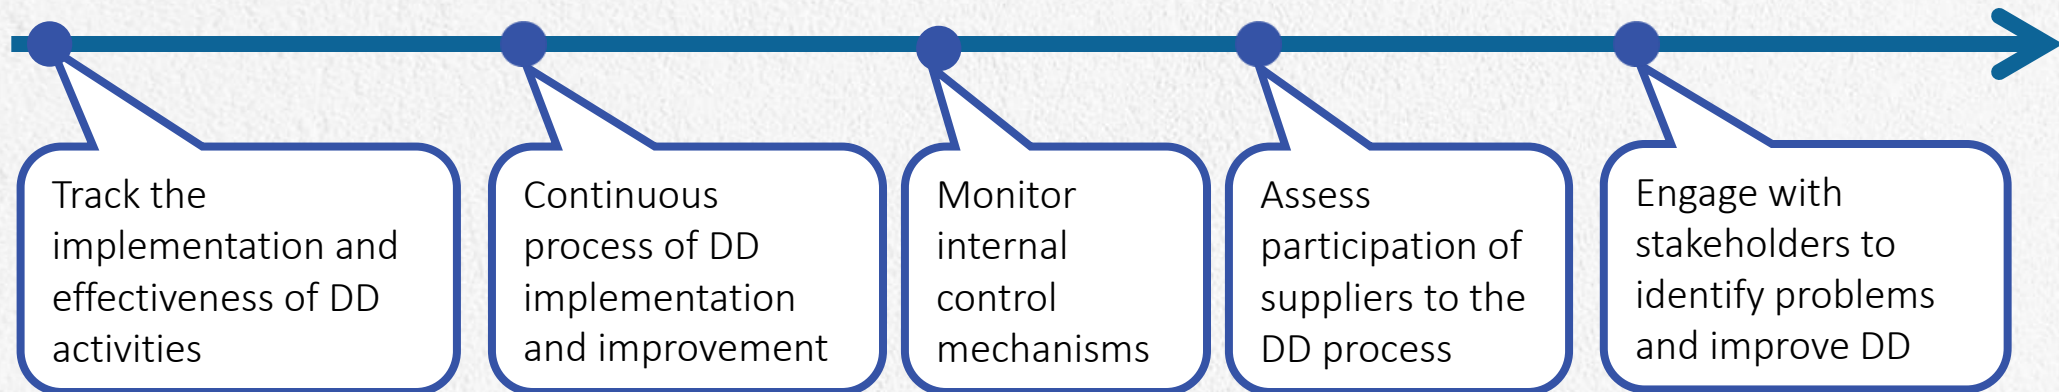 Track the
implementation and
effectiveness of DD
activities
Continuous
process of DD
implementation
and improvement
Monitor
internal
control
mechanisms
Assess
participation of
suppliers to the
DD process
Engage with
stakeholders to
identify problems
and improve DD